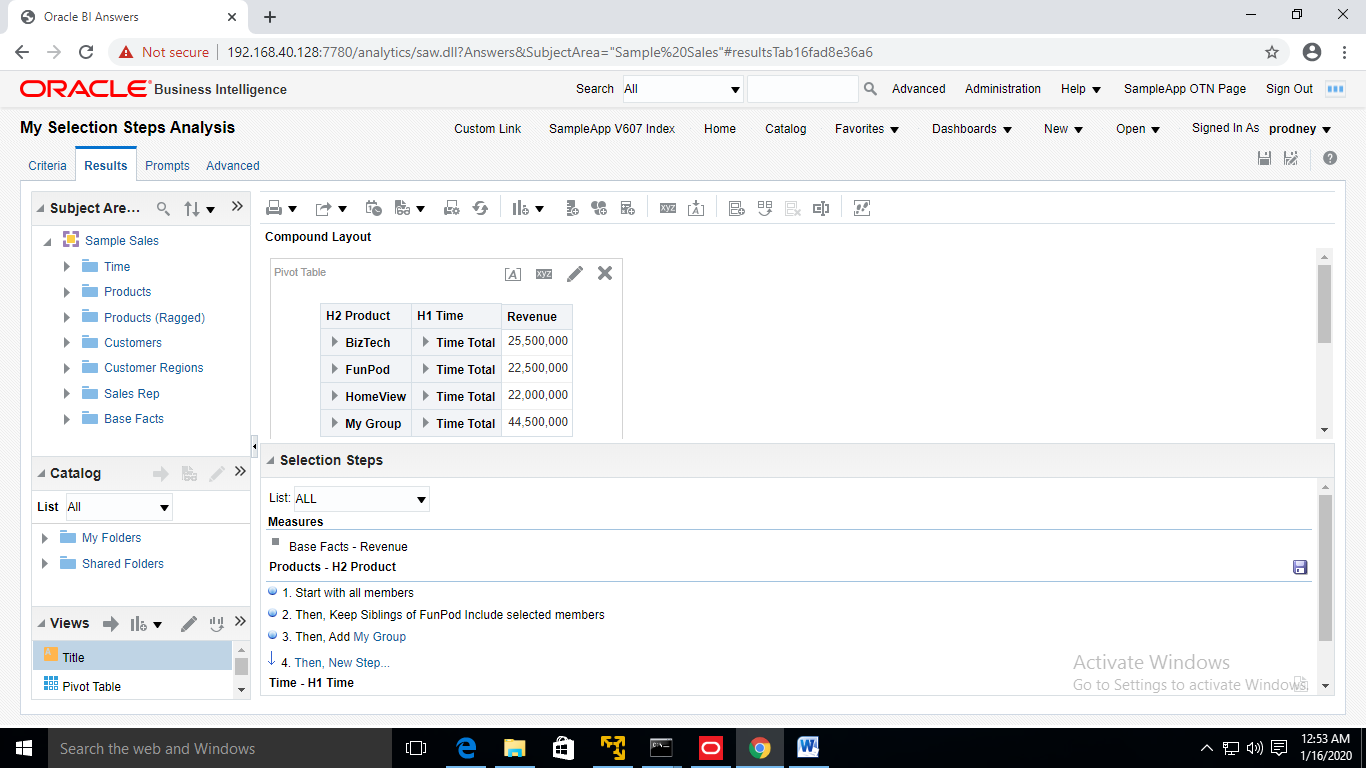 Oracle BI Answers
Not secure 192.168.40.128:7780/analytics/saw.dll?Answers&SubjectArea="Sample%20Sales"#resultsTab16fad8e36a6
ORACLE Business Intelligence
Search All Advanced Administration Help SampleApp OTN Page Sign Out
My Selection Steps Analysis
Custom Link SampleApp V607 Index Home Catalog Favorites Dashboards New Open Signed In As prodney
Criteria Results Prompts Advanced
Subject Are...
Sample Sales
Time
Products
Products (Ragged)
Customers
Customer Regions
Sales Rep
Base Facts
Catalog
List All
My Folders
Shared Folders
Views
Title
Pivot Table
Compound Layout
Pivot Table
H2 Product H1 Time Revenue
BizTech Time Total 25,500,000
FunPod Time Total 22,500,000
HomeView Time Total 22,000,000
My Group Time Total 44,500,000
Selection Steps
List: ALL
Measures
Base Facts - Revenue
Products - H2 Product
1. Start with all members
2. Then, Keep Siblings of FunPod Include selected members
3. Then, Add My Group
4. Then, New Step...
Time - H1 Time
Activate Windows
Go to Settings to activate Windows.
Search the web and Windows
12:53 AM
1/16/2020